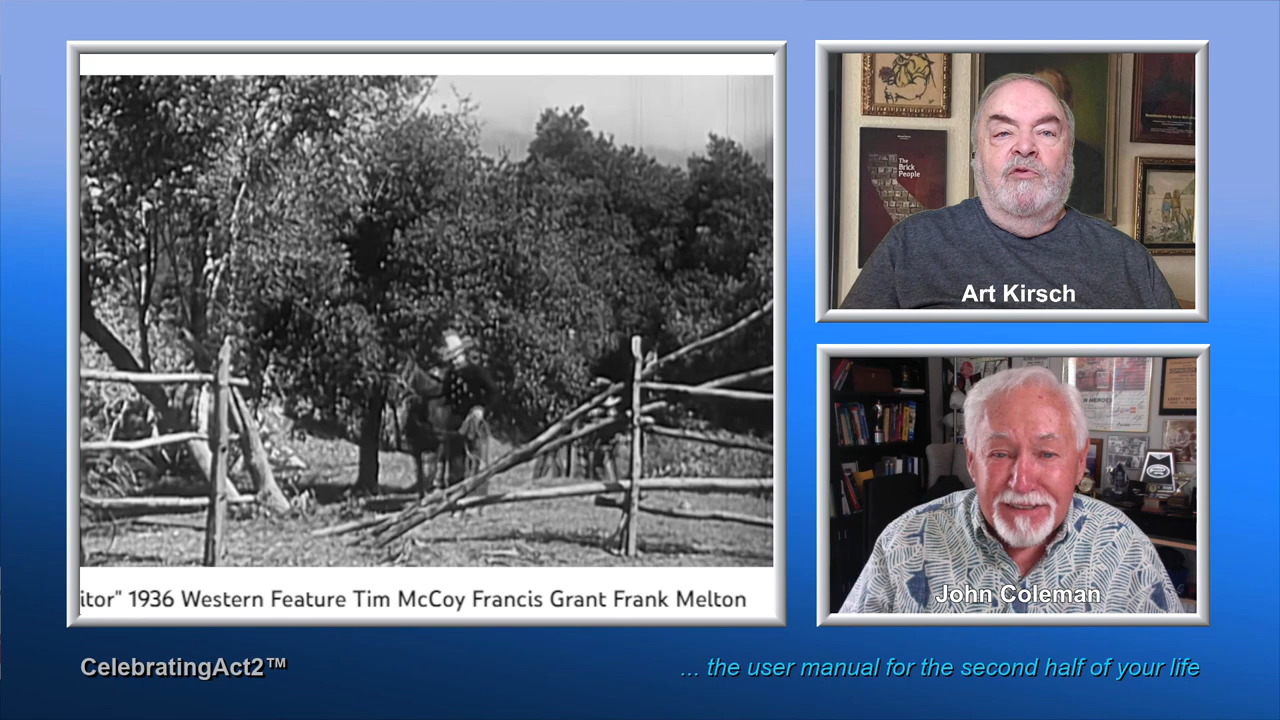 itor" 1936 Western Feature Tim McCoy Francis Grant Frank Melton
The
Brick
People
Art Kirsch
John Coleman
CelebratingAct2™
... the user manual for the second half of your life